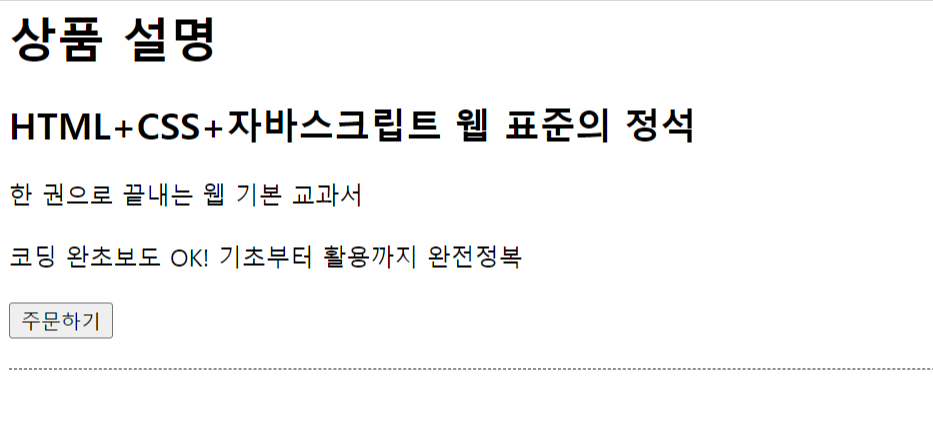 상품 설명
HTML+CSS+자바스크립트 웹 표준의 정석
한 권으로 끝내는 웹 기본 교과서
코딩 완초보도 OK! 기초부터 활용까지 완전정복
주문하기